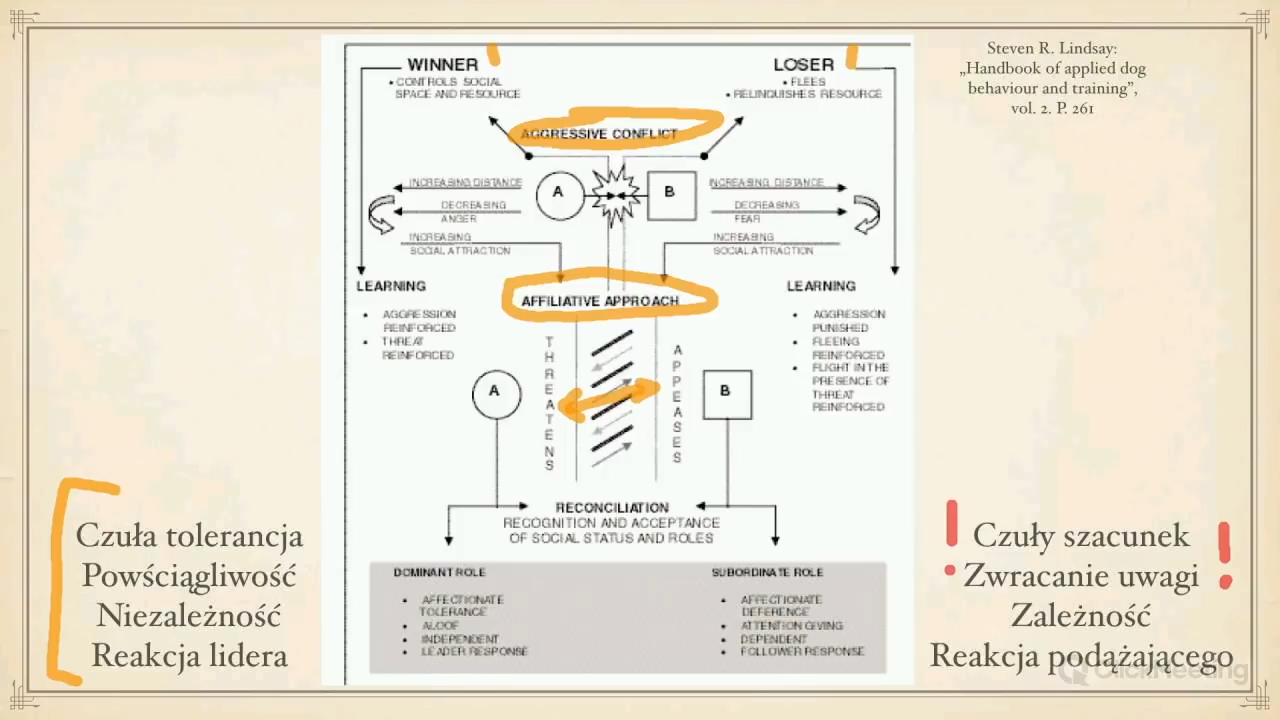 Steven R. Lindsay:
„Handbook of applied dog
behaviour and training”,
vol. 2. P. 261
WINNER
• CONTROLS SOCIAL
SPACE AND RESOURCE
LOSER
• FLEES
• RELINQUISHES RESOURCE
AGGRESSIVE CONFLICT
INCREASING DISTANCE
DECREASING
ANGER
INCREASING
SOCIAL ATTRACTION
A
B
INCREASING DISTANCE
DECREASING
FEAR
INCREASING
SOCIAL ATTRACTION
LEARNING
• AGGRESSION
REINFORCED
• THREAT
REINFORCED
AFFILIATIVE APPROACH
THREATENS
APPEASES
A
B
LEARNING
• AGGRESSION
PUNISHED
• FLEEING
REINFORCED
• FLIGHT IN THE
PRESENCE OF
THREAT
REINFORCED
RECONCILIATION
RECOGNITION AND ACCEPTANCE
OF SOCIAL STATUS AND ROLES
DOMINANT ROLE
• AFFECTIONATE
TOLERANCE
• ALOOF
• INDEPENDENT
• LEADER RESPONSE
SUBORDINATE ROLE
• AFFECTIONATE
DEFERENCE
• ATTENTION GIVING
• DEPENDENT
• FOLLOWER RESPONSE
Czuła tolerancja
Powściągliwość
Niezależność
Reakcja lidera
Czuły szacunek
Zwracanie uwagi
Zależność
Reakcja podążającego
ClickMeeting